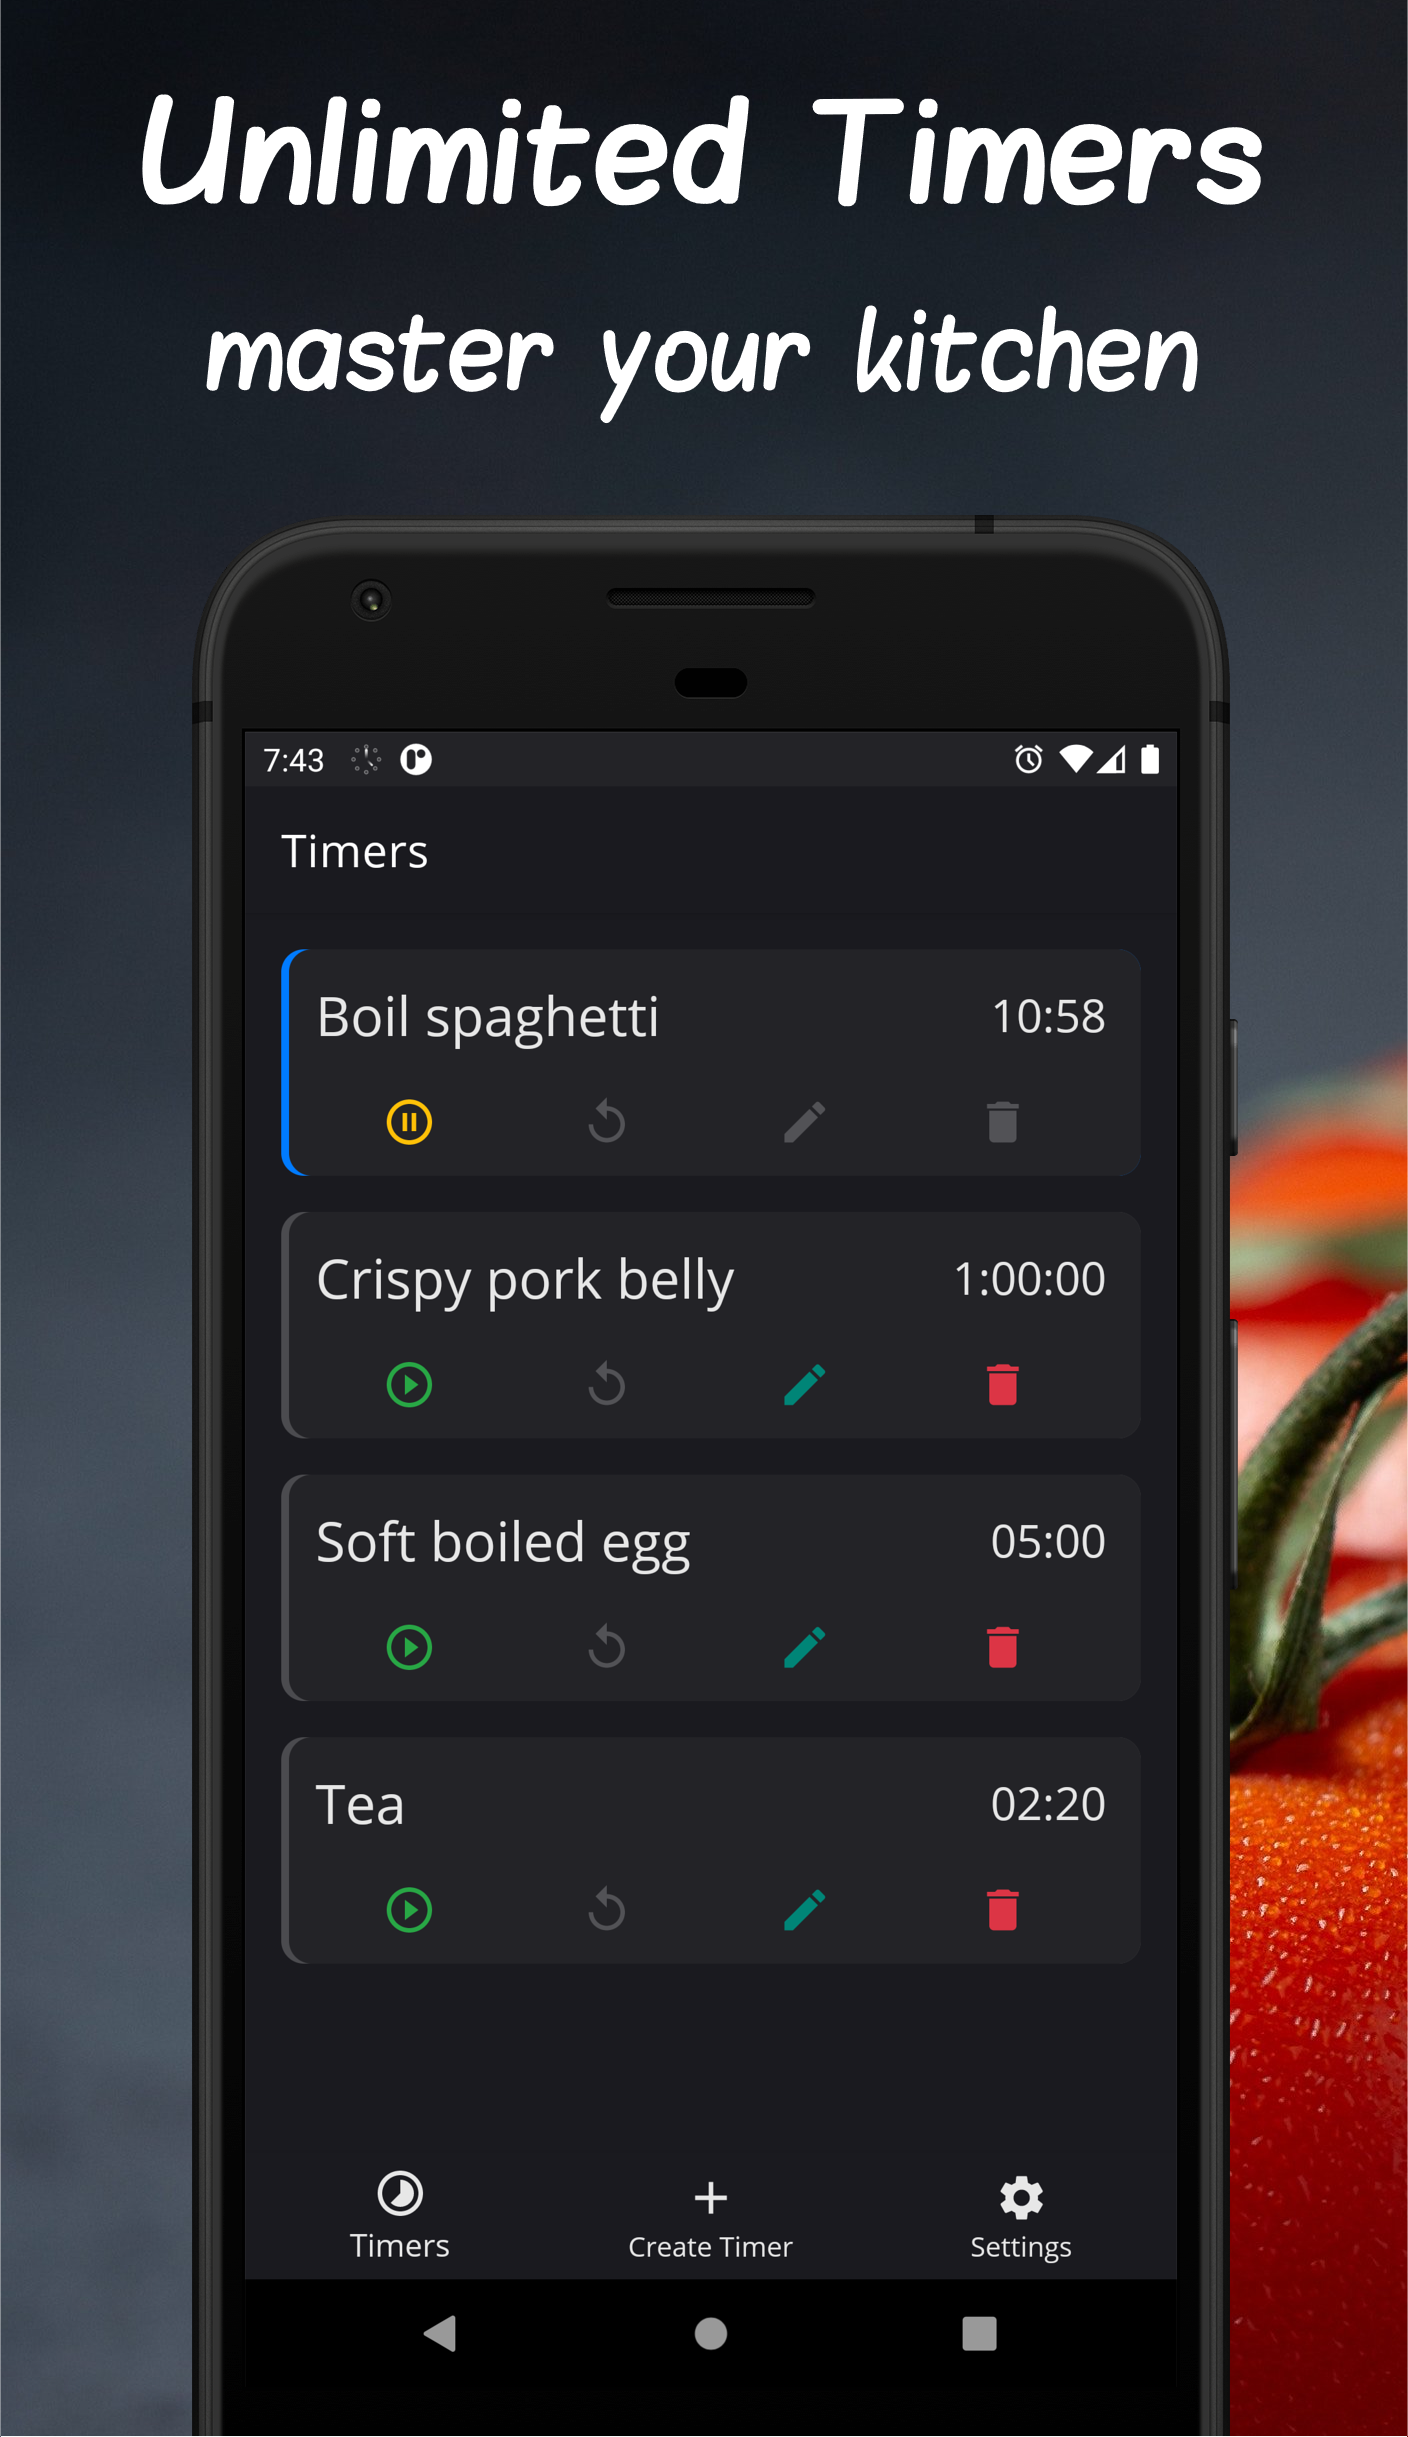 Unlimited Timers
master your kitchen
7:43
Timers
Boil spaghetti 10:58
Crispy pork belly 1:00:00
Soft boiled egg 05:00
Tea 02:20
Timers Create Timer Settings